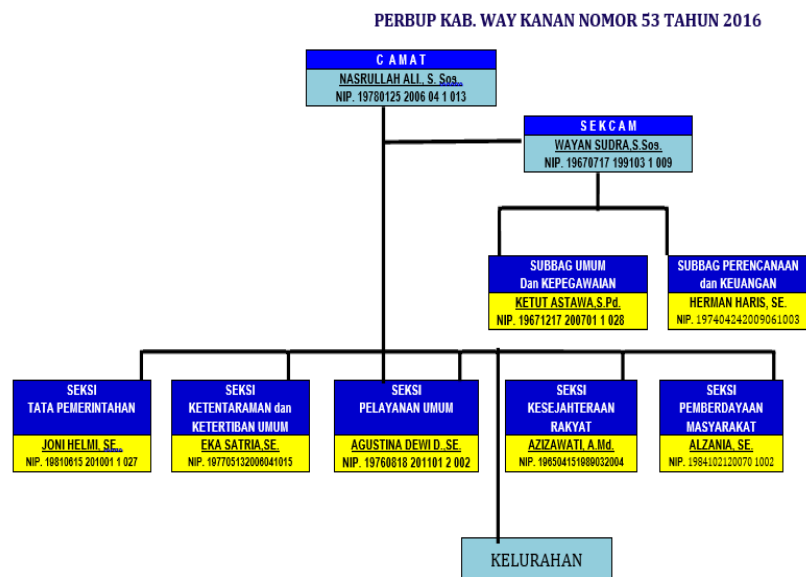 PERBUP KAB. WAY KANAN NOMOR 53 TAHUN 2016
C AMAT
NASRULLAH ALI., S. Sos..
NIP. 19780125 2006 04 1 013
S E K C A M
WAYAN SUDRA,S.Sos.
NIP. 19670717 199103 1 009
SUBBAG UMUM
Dan KEPEGAWAIAN
KETUT ASTAWA,S.Pd.
NIP. 19671217 200701 1 028
SUBBAG PERENCANAAN
dan KEUANGAN
HERMAN HARIS, SE.
NIP. 197404242009061003
SEKSI
TATA PEMERINTAHAN
JONI HELMI, SE..
NIP. 19810615 201001 1 027
SEKSI
KETENTARAMAN dan
KETERTIBAN UMUM
EKA SATRIA,SE.
NIP. 197705132006041015
SEKSI
PELAYANAN UMUM
AGUSTINA DEWI D.,SE.
NIP. 19760818 201101 2 002
SEKSI
KESEJAHTERAAN
RAKYAT
AZIZAWATI, A.Md.
NIP. 196504151989032004
SEKSI
PEMBERDAYAAN
MASYARAKAT
ALZANIA, SE.
NIP. 1984102120070 1002
KELURAHAN